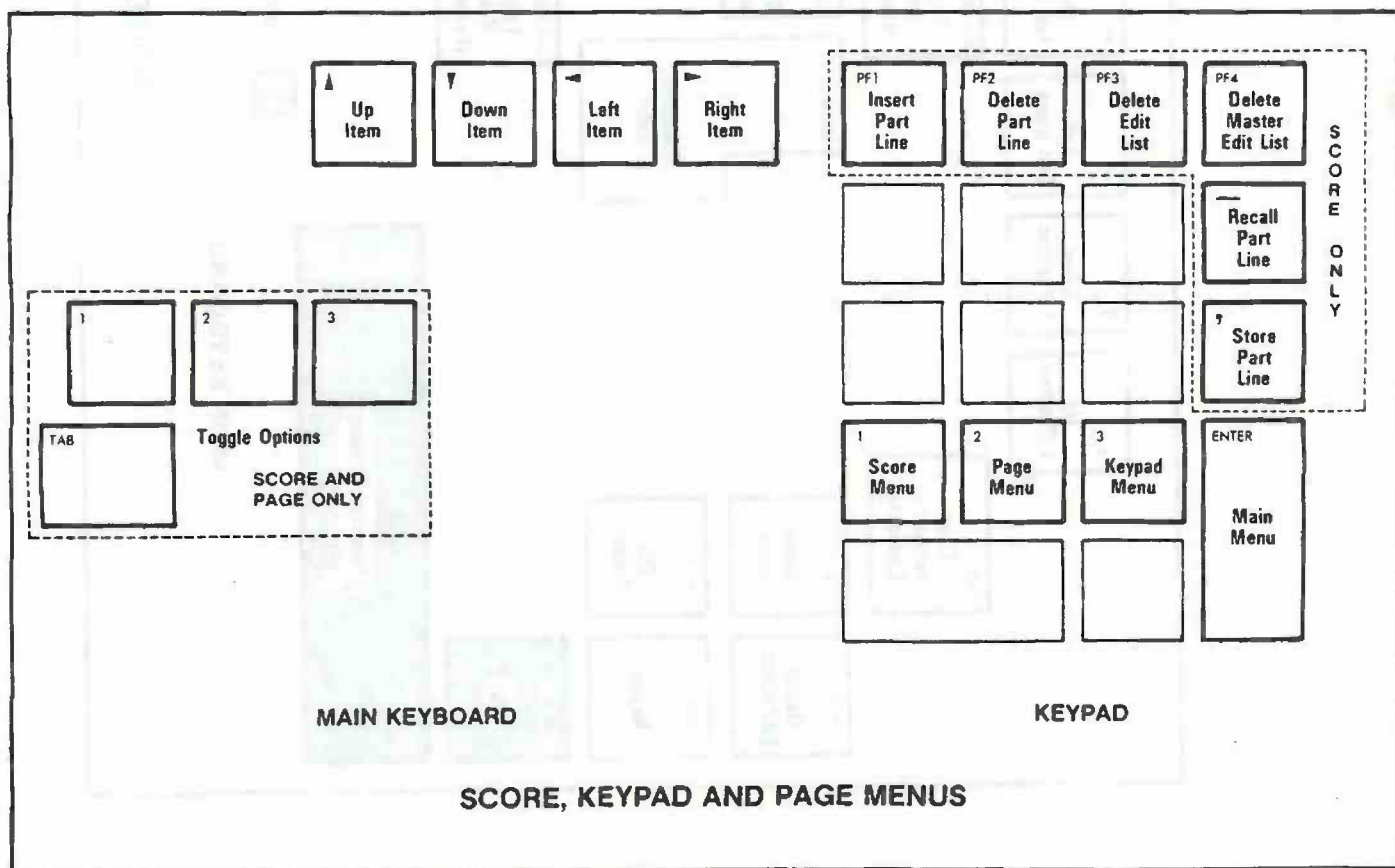 Up
Item
Down
Item
Left
Item
Right
Item
PF1
Insert
Part
Line
PF2
Delete
Part
Line
PF3
Delete
Edit
List
PF4
Delete
Master
Edit List
—
Recall
Part
Line
,
Store
Part
Line
SCORE ONLY
1
2
3
TAB
Toggle Options
SCORE AND
PAGE ONLY
1
Score
Menu
2
Page
Menu
3
Keypad
Menu
ENTER
Main
Menu
MAIN KEYBOARD
KEYPAD
SCORE, KEYPAD AND PAGE MENUS